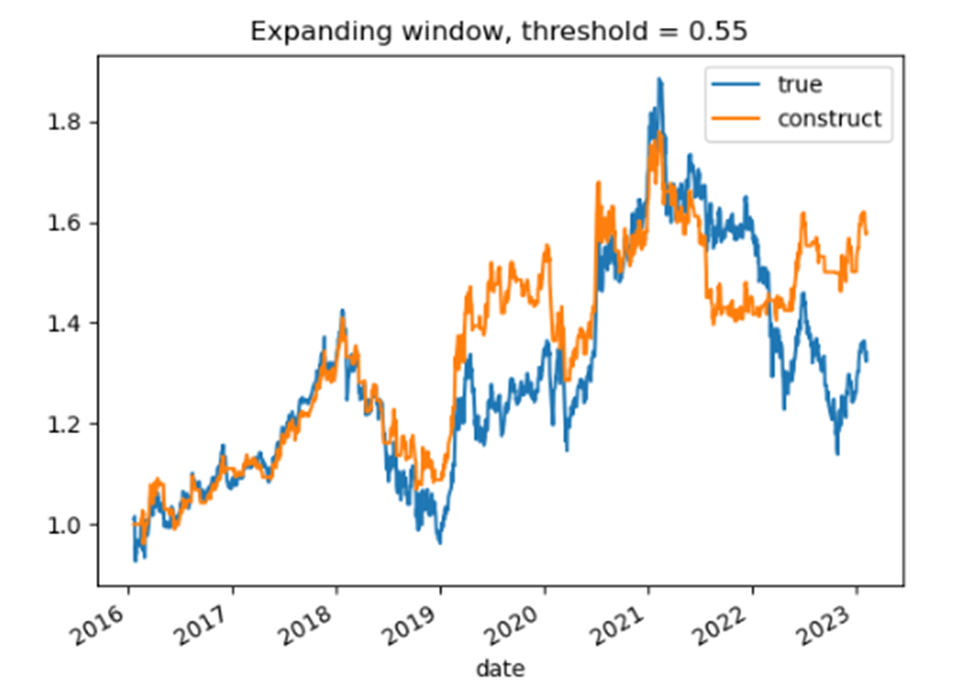 Expanding window, threshold = 0.55
true
construct
1.8
1.6
1.4
1.2
1.0
2016 2017 2018 2019 2020 2021 2022 2023
date